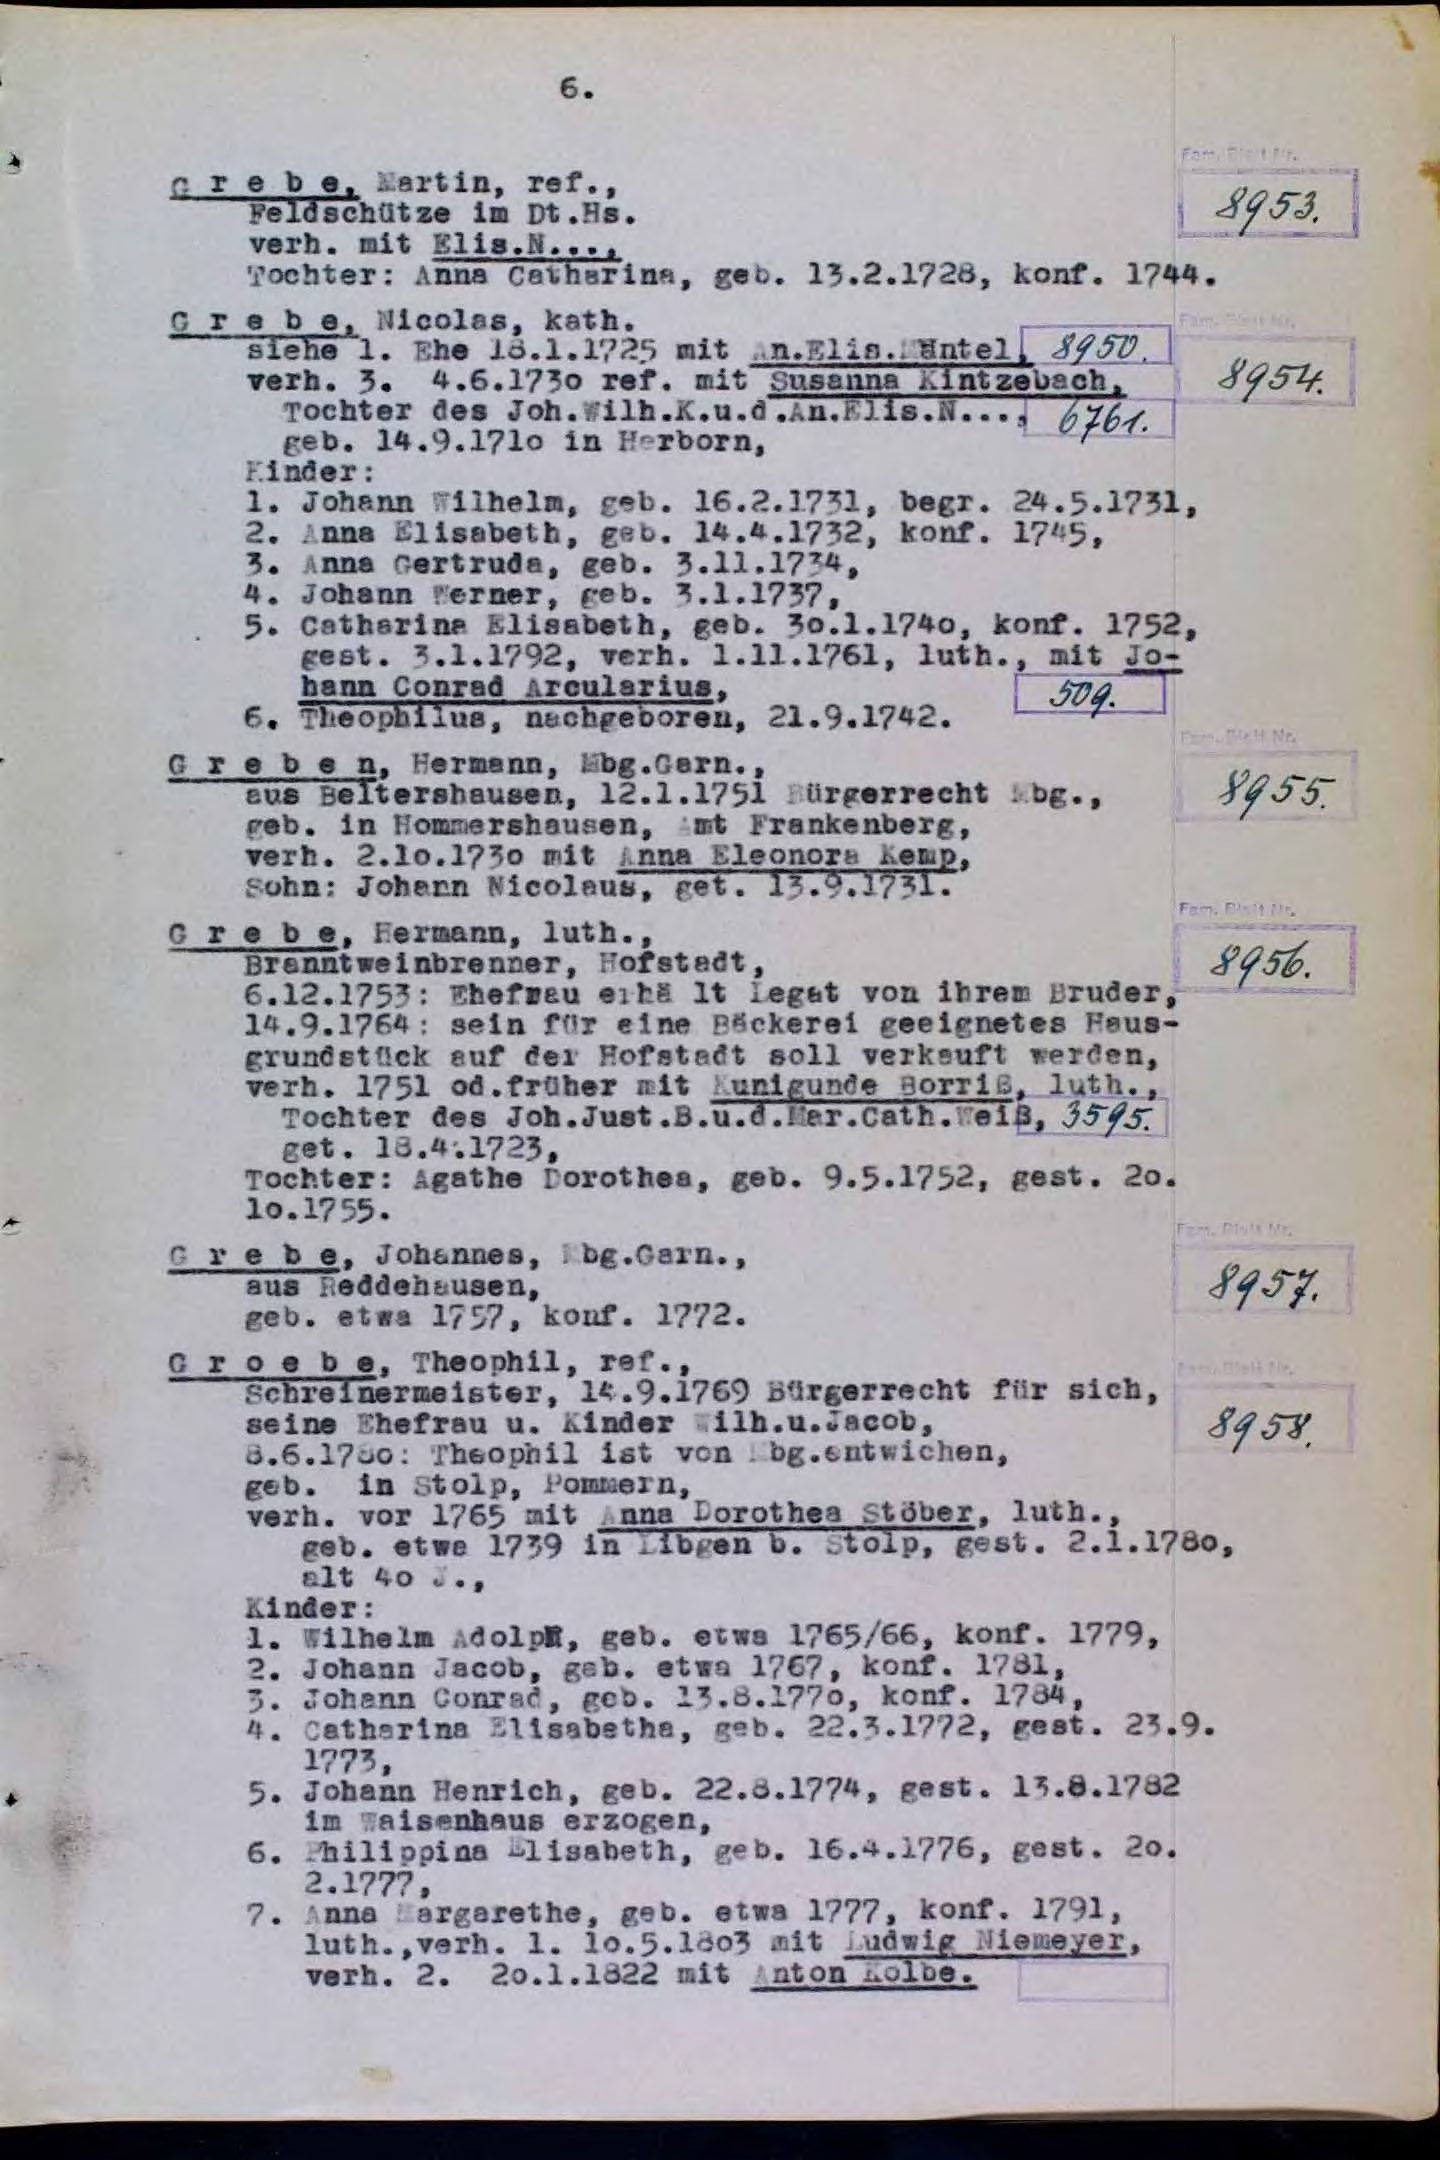 6.
Fam. Blatt Nr.
G r e b e, Martin, ref.,
8953.
Feldschütze im Dt.Hs.
verh. mit Elis.N...,
Tochter: Anna Catharina, geb. 13.2.1728, konf. 1744.
G r e b e, Nicolas, kath.
Fam. Blatt Nr.
siehe 1. Ehe 18.1.1725 mit An.Elis.Mäntel, 8950.
verh. 3. 4.6.173o ref. mit Susanna Kintzebach, 8954.
Tochter des Joh.Wilh.K.u.d.An.Elis.N..., 6761.
geb. 14.9.171o in Herborn,
Kinder:
1. Johann Wilhelm, geb. 16.2.1731, begr. 24.5.1731,
2. Anna Elisabeth, geb. 14.4.1732, konf. 1745,
3. Anna Gertruda, geb. 3.11.1734,
4. Johann Werner, geb. 3.1.1737,
5. Catharina Elisabeth, geb. 3o.1.174o, konf. 1752,
gest. 3.1.1792, verh. 1.11.1761, luth., mit Jo-
hann Conrad Arcularius, 509.
6. Theophilus, nachgeboren, 21.9.1742.
Fam. Blatt Nr.
G r e b e n, Hermann, Mbg.Garn.,
aus Beltershausen, 12.1.1751 Bürgerrecht Mbg., 8955.
geb. in Hommershausen, Amt Frankenberg,
verh. 2.1o.173o mit Anna Eleonora Kemp,
Sohn: Johann Nicolaus, get. 13.9.1731.
Fam. Blatt Nr.
G r e b e, Hermann, luth.,
Branntweinbrenner, Hofstadt, 8956.
6.12.1753: Ehefrau erhä lt Legat von ihrem Bruder,
14.9.1764: sein für eine Bäckerei geeignetes Haus-
grundstück auf der Hofstadt soll verkauft werden,
verh. 1751 od.früher mit Kunigunde Borriß, luth.,
Tochter des Joh.Just.B.u.d.Mar.Cath.Weiß, 3595.
get. 18.4.1723,
Tochter: Agathe Dorothea, geb. 9.5.1752, gest. 2o.
1o.1755.
Fam. Blatt Nr.
G r e b e, Johannes, Mbg.Garn.,
aus Reddehausen, 8957.
geb. etwa 1757, konf. 1772.
G r o e b e, Theophil, ref.,
Fam. Blatt Nr.
Schreinermeister, 14.9.1769 Bürgerrecht für sich,
seine Ehefrau u. Kinder Wilh.u.Jacob, 8958.
8.6.178o: Theophil ist von Mbg.entwichen,
geb. in Stolp, Pommern,
verh. vor 1765 mit Anna Dorothea Stöber, luth.,
geb. etwa 1739 in Libgen b. Stolp, gest. 2.1.178o,
alt 4o J.,
Kinder:
1. Wilhelm Adolph, geb. etwa 1765/66, konf. 1779,
2. Johann Jacob, geb. etwa 1767, konf. 1781,
3. Johann Conrad, geb. 13.8.177o, konf. 1784,
4. Catharina Elisabetha, geb. 22.3.1772, gest. 23.9.
1773,
5. Johann Henrich, geb. 22.8.1774, gest. 13.8.1782
im Waisenhaus erzogen,
6. Philippina Elisabeth, geb. 16.4.1776, gest. 2o.
2.1777,
7. Anna Margarethe, geb. etwa 1777, konf. 1791,
luth.,verh. 1. 1o.5.18o3 mit Ludwig Niemeyer,
verh. 2. 2o.1.1822 mit Anton Kolbe.